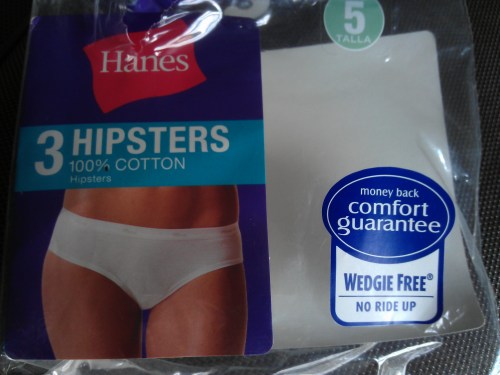 Hanes
5
TALLA
3 HIPSTERS
100% COTTON
Hipsters
money back
comfort
guarantee
WEDGIE FREE®
NO RIDE UP